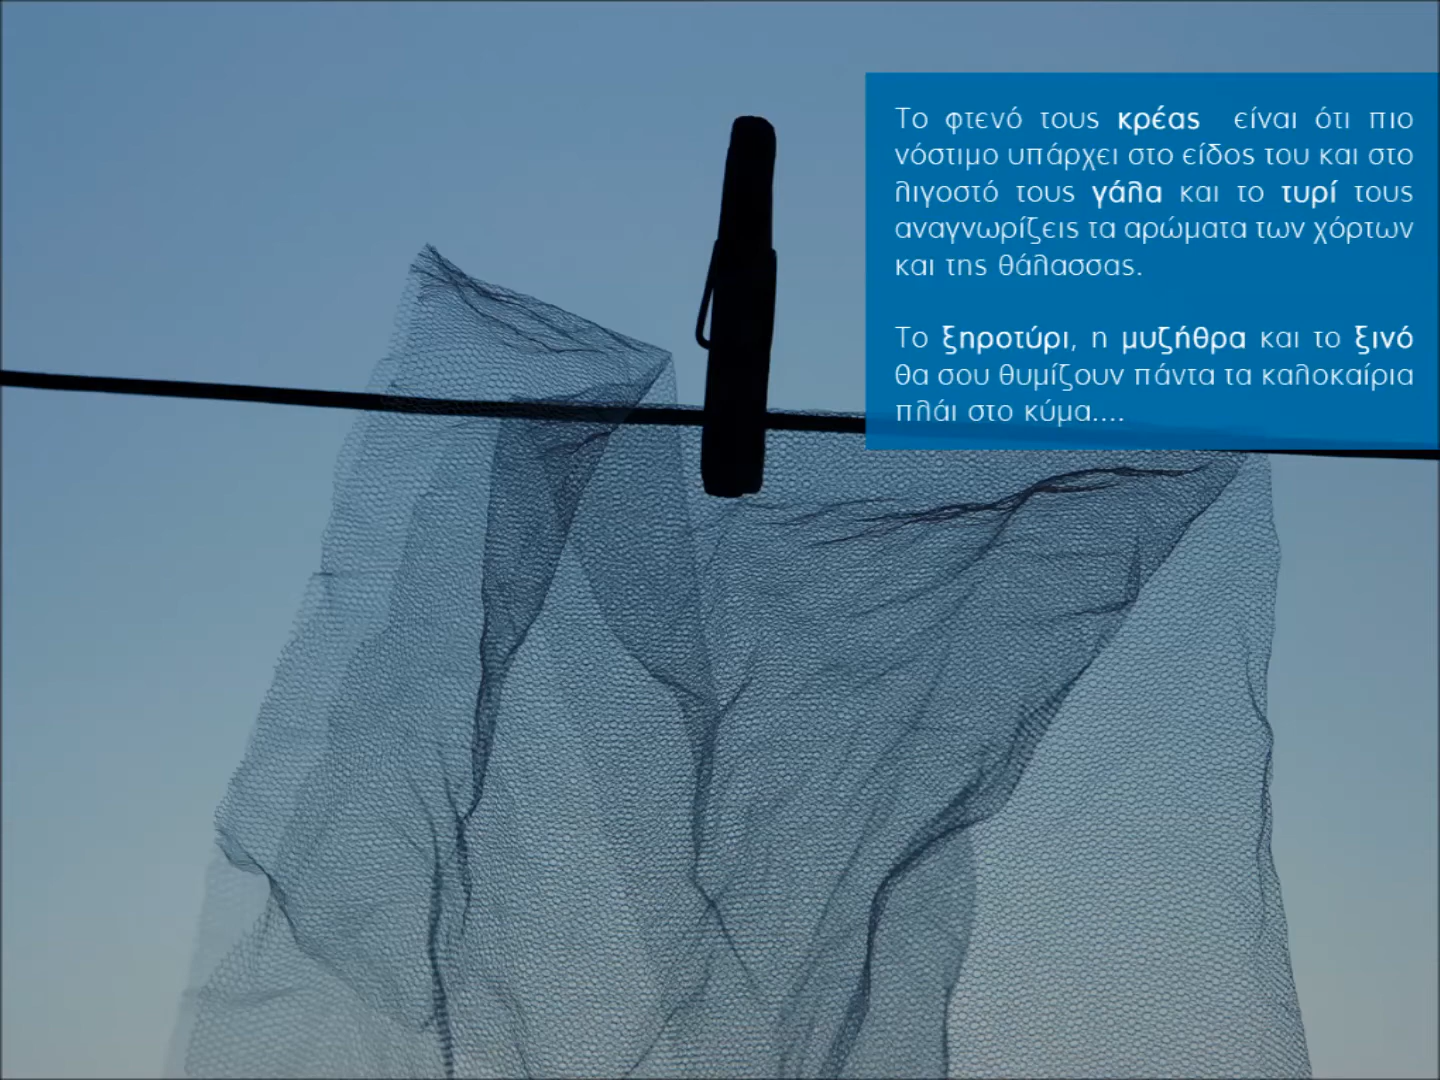 Το φτενό τους κρέας είναι ότι πιο
νόστιμο υπάρχει στο είδος του και στο
λιγοστό τους γάλα και το τυρί τους
αναγνωρίζεις τα αρώματα των χόρτων
και της θάλασσας.
Το ξηροτύρι, η μυζήθρα και το ξινό
θα σου θυμίζουν πάντα τα καλοκαίρια
πλάι στο κύμα....